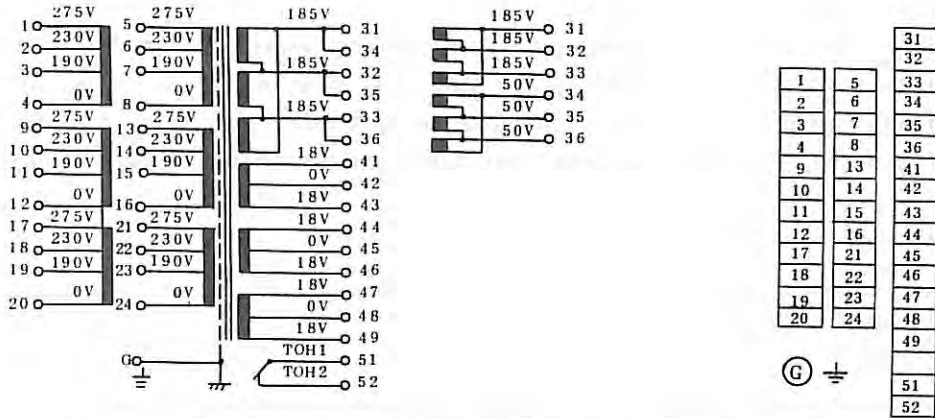 1 275V
2 230V
3 190V
4 0V
9 275V
10 230V
11 190V
12 0V
17 275V
18 230V
19 190V
20 0V
5 275V
6 230V
7 190V
8 0V
13 275V
14 230V
15 190V
16 0V
21 275V
22 230V
23 190V
24 0V
G
185V 31
34
185V 32
35
185V 33
36
18V 41
0V 42
18V 43
18V 44
0V 45
18V 46
18V 47
0V 48
18V 49
TOH1 51
TOH2 52
185V 31
185V 32
185V 33
50V 34
50V 35
50V 36
1
2
3
4
9
10
11
12
17
18
19
20
5
6
7
8
13
14
15
16
21
22
23
24
G
31
32
33
34
35
36
41
42
43
44
45
46
47
48
49
51
52